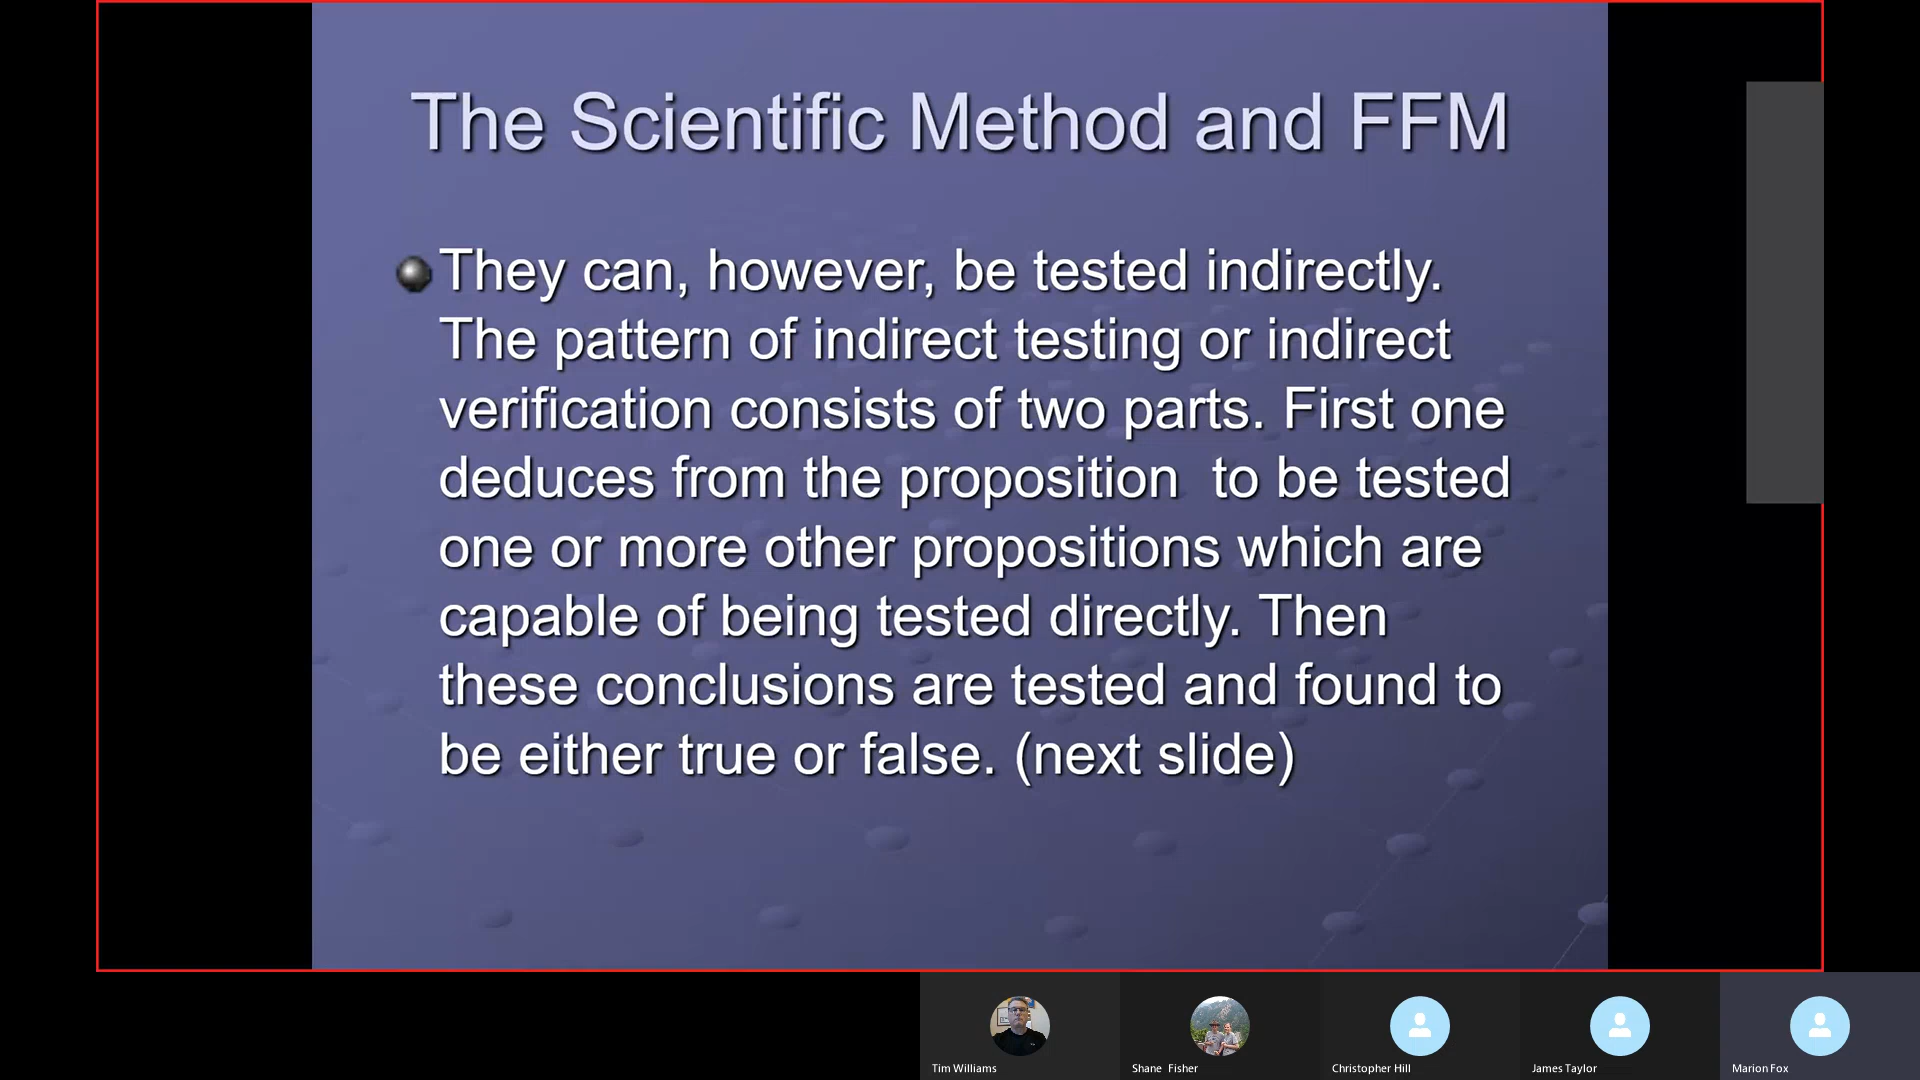 The Scientific Method and FFM
They can, however, be tested indirectly.
The pattern of indirect testing or indirect
verification consists of two parts. First one
deduces from the proposition  to be tested
one or more other propositions which are
capable of being tested directly. Then
these conclusions are tested and found to
be either true or false. (next slide)
Tim Williams
Shane  Fisher
Christopher Hill
James Taylor
Marion Fox